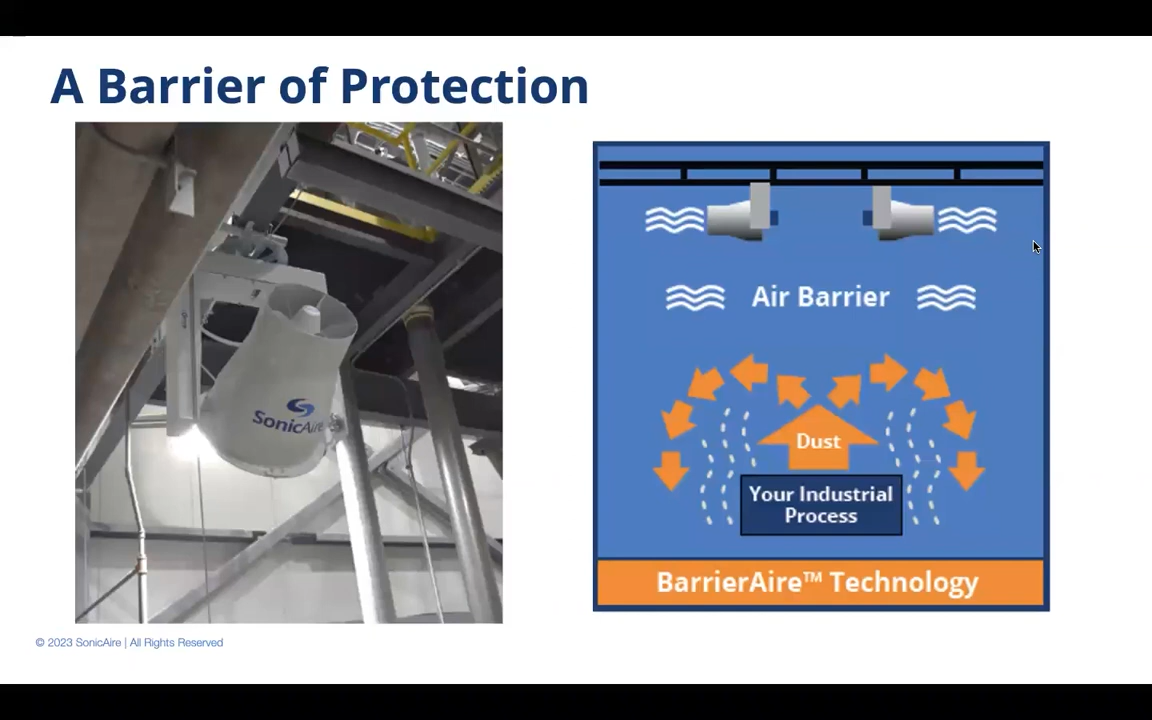 A Barrier of Protection
SonicAire
Air Barrier
Dust
Your Industrial
Process
BarrierAire™ Technology
© 2023 SonicAire | All Rights Reserved